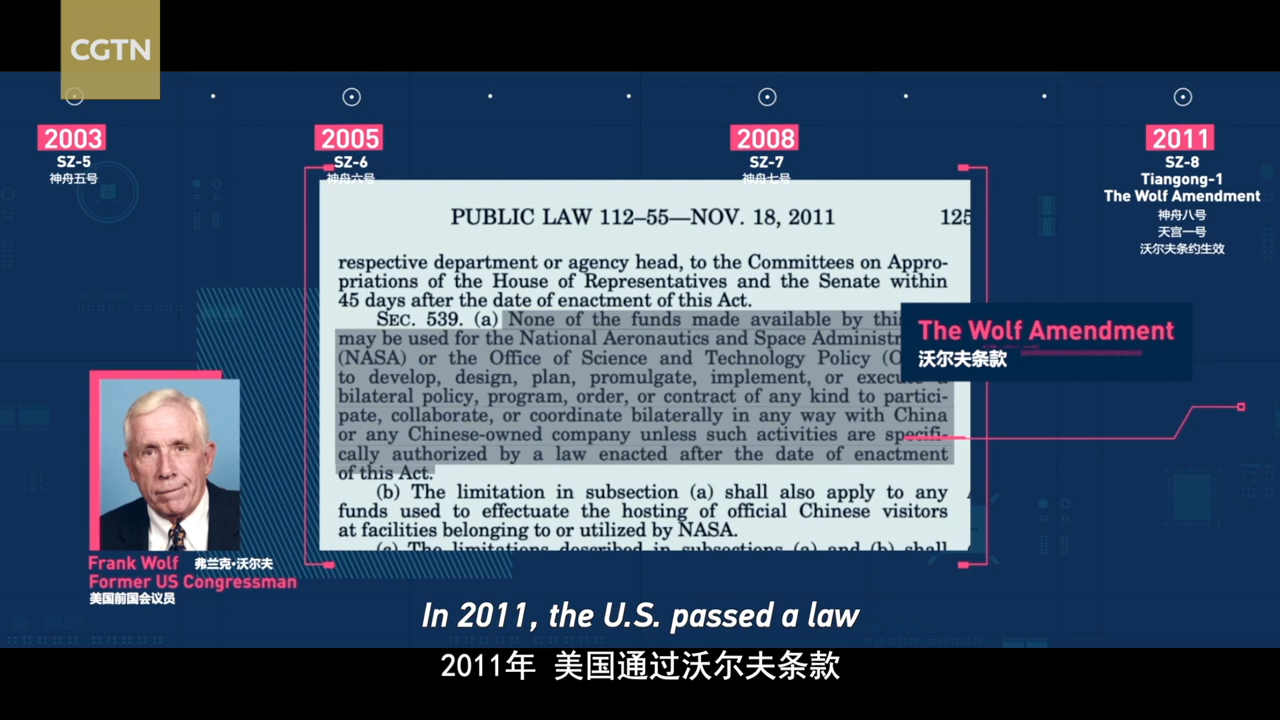 CGTN
2003
SZ-5
神舟五号
2005
SZ-6
神舟六号
2008
SZ-7
神舟七号
2011
SZ-8
Tiangong-1
The Wolf Amendment
神舟八号
天宫一号
沃尔夫条约生效
PUBLIC LAW 112–55—NOV. 18, 2011 125
respective department or agency head, to the Committees on Appro-
priations of the House of Representatives and the Senate within
45 days after the date of enactment of this Act.
SEC. 539. (a) None of the funds made available by this
may be used for the National Aeronautics and Space
(NASA) or the Office of Science and Technology Policy
to develop, design, plan, promulgate, implement, or execute a
bilateral policy, program, order, or contract of any kind to partici-
pate, collaborate, or coordinate bilaterally in any way with China
or any Chinese-owned company unless such activities are specifi-
cally authorized by a law enacted after the date of enactment
of this Act.
(b) The limitation in subsection (a) shall also apply to any
funds used to effectuate the hosting of official Chinese visitors
at facilities belonging to or utilized by NASA.
(c) The limitations described in subsections (a) and (b) shall
The Wolf Amendment
沃尔夫条款
Frank Wolf 弗兰克·沃尔夫
Former US Congressman
美国前国会议员
In 2011, the U.S. passed a law
2011年 美国通过沃尔夫条款